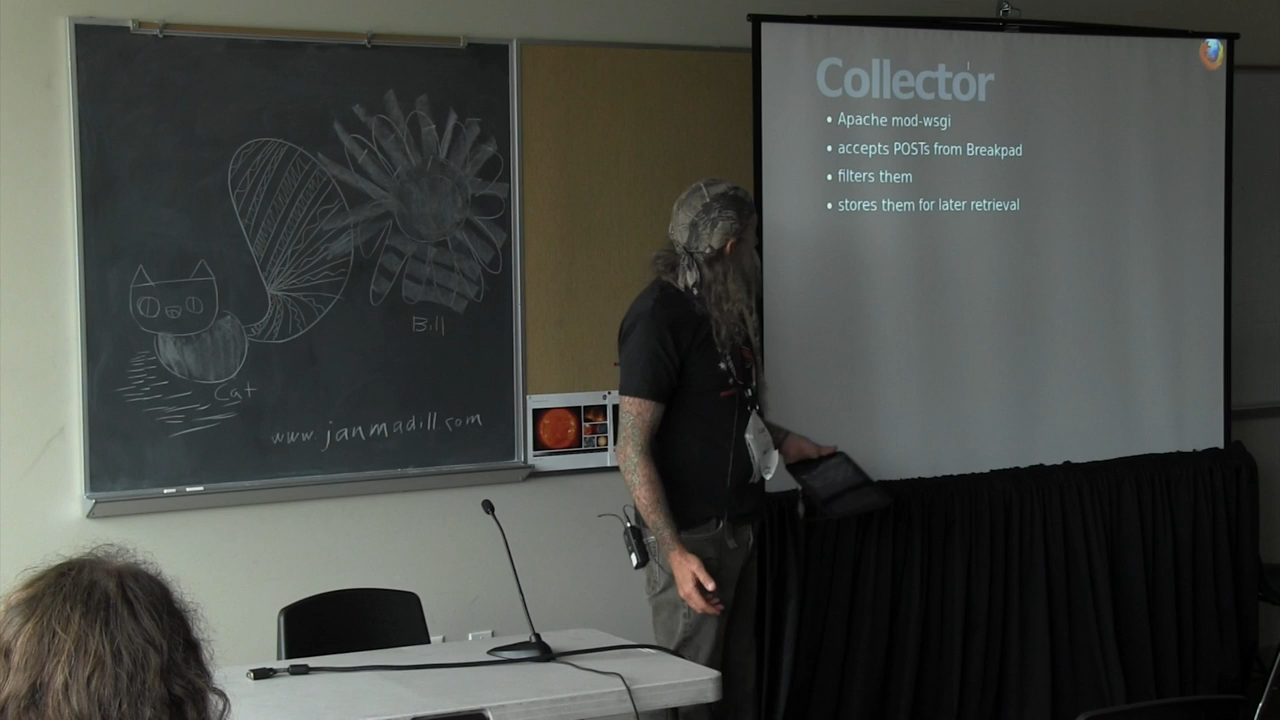 Bill
Cat
www.janmadill.com
Collector
• Apache mod-wsgi
• accepts POSTs from Breakpad
• filters them
• stores them for later retrieval